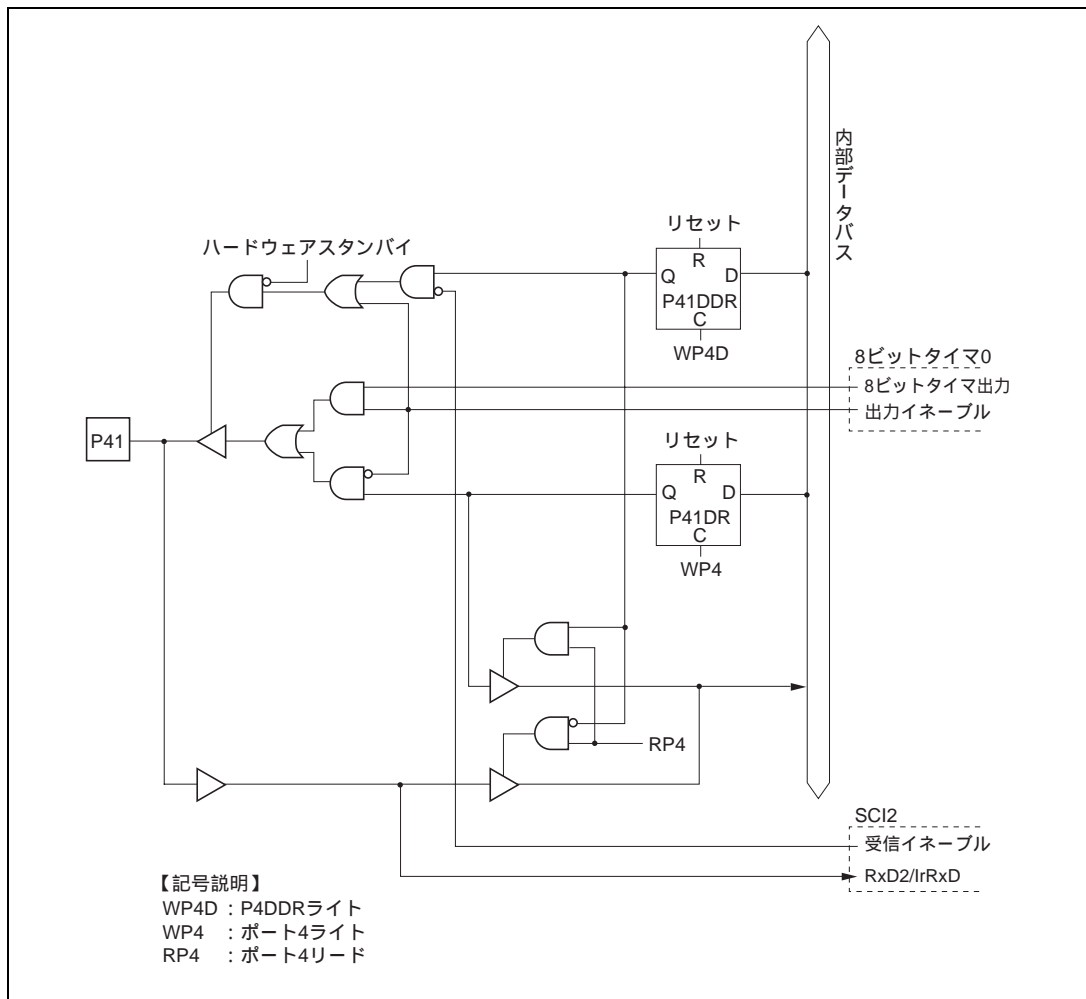 内部データバス
リセット
ハードウェアスタンバイ
R
Q
D
P41DDR
C
WP4D
8ビットタイマ0
8ビットタイマ出力
出力イネーブル
P41
リセット
R
Q
D
P41DR
C
WP4
RP4
SCI2
受信イネーブル
RxD2/IrRxD
【記号説明】
WP4D : P4DDRライト
WP4 : ポート4ライト
RP4 : ポート4リード